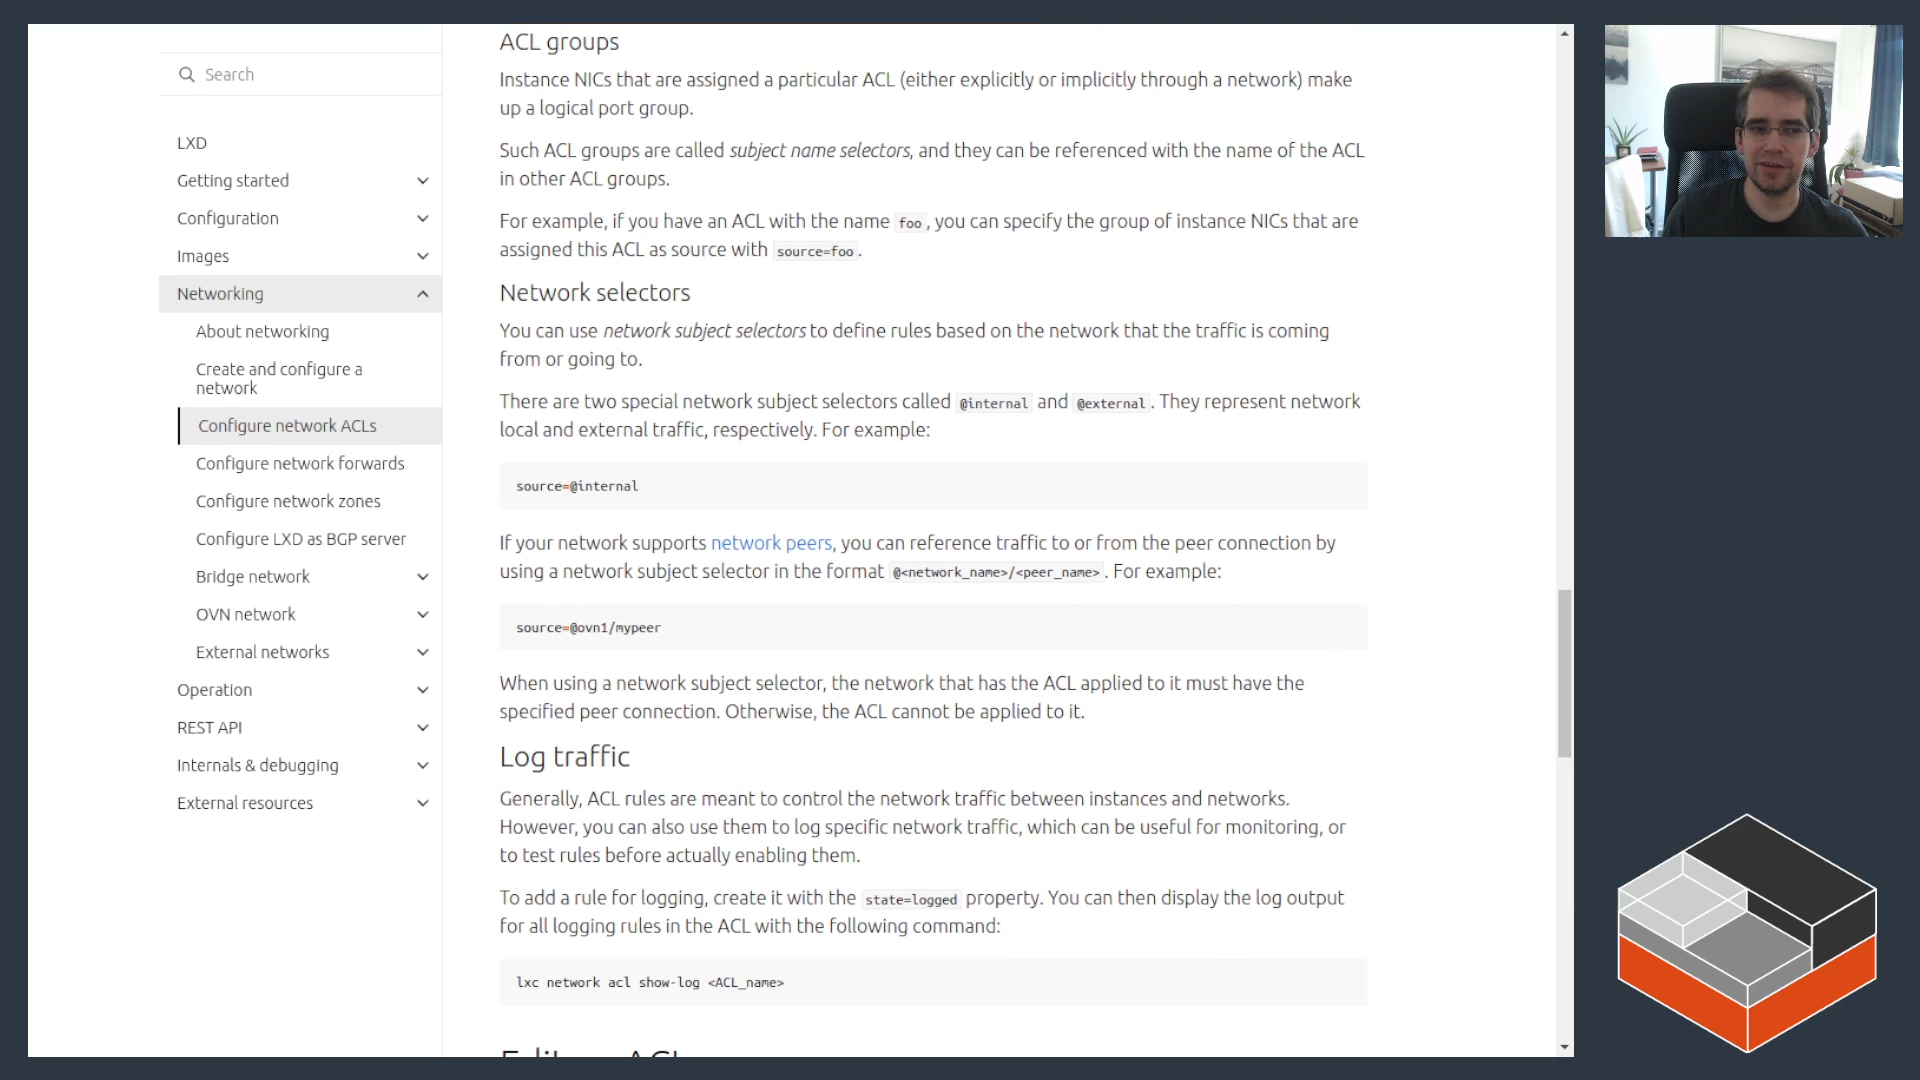 Search
LXD
Getting started
Configuration
Images
Networking
About networking
Create and configure a
network
Configure network ACLs
Configure network forwards
Configure network zones
Configure LXD as BGP server
Bridge network
OVN network
External networks
Operation
REST API
Internals & debugging
External resources
ACL groups
Instance NICs that are assigned a particular ACL (either explicitly or implicitly through a network) make
up a logical port group.
Such ACL groups are called subject name selectors, and they can be referenced with the name of the ACL
in other ACL groups.
For example, if you have an ACL with the name foo, you can specify the group of instance NICs that are
assigned this ACL as source with source=foo.
Network selectors
You can use network subject selectors to define rules based on the network that the traffic is coming
from or going to.
There are two special network subject selectors called @internal and @external. They represent network
local and external traffic, respectively. For example:
source=@internal
If your network supports network peers, you can reference traffic to or from the peer connection by
using a network subject selector in the format @<network_name>/<peer_name>. For example:
source=@ovn1/mypeer
When using a network subject selector, the network that has the ACL applied to it must have the
specified peer connection. Otherwise, the ACL cannot be applied to it.
Log traffic
Generally, ACL rules are meant to control the network traffic between instances and networks.
However, you can also use them to log specific network traffic, which can be useful for monitoring, or
to test rules before actually enabling them.
To add a rule for logging, create it with the state=logged property. You can then display the log output
for all logging rules in the ACL with the following command:
lxc network acl show-log <ACL_name>